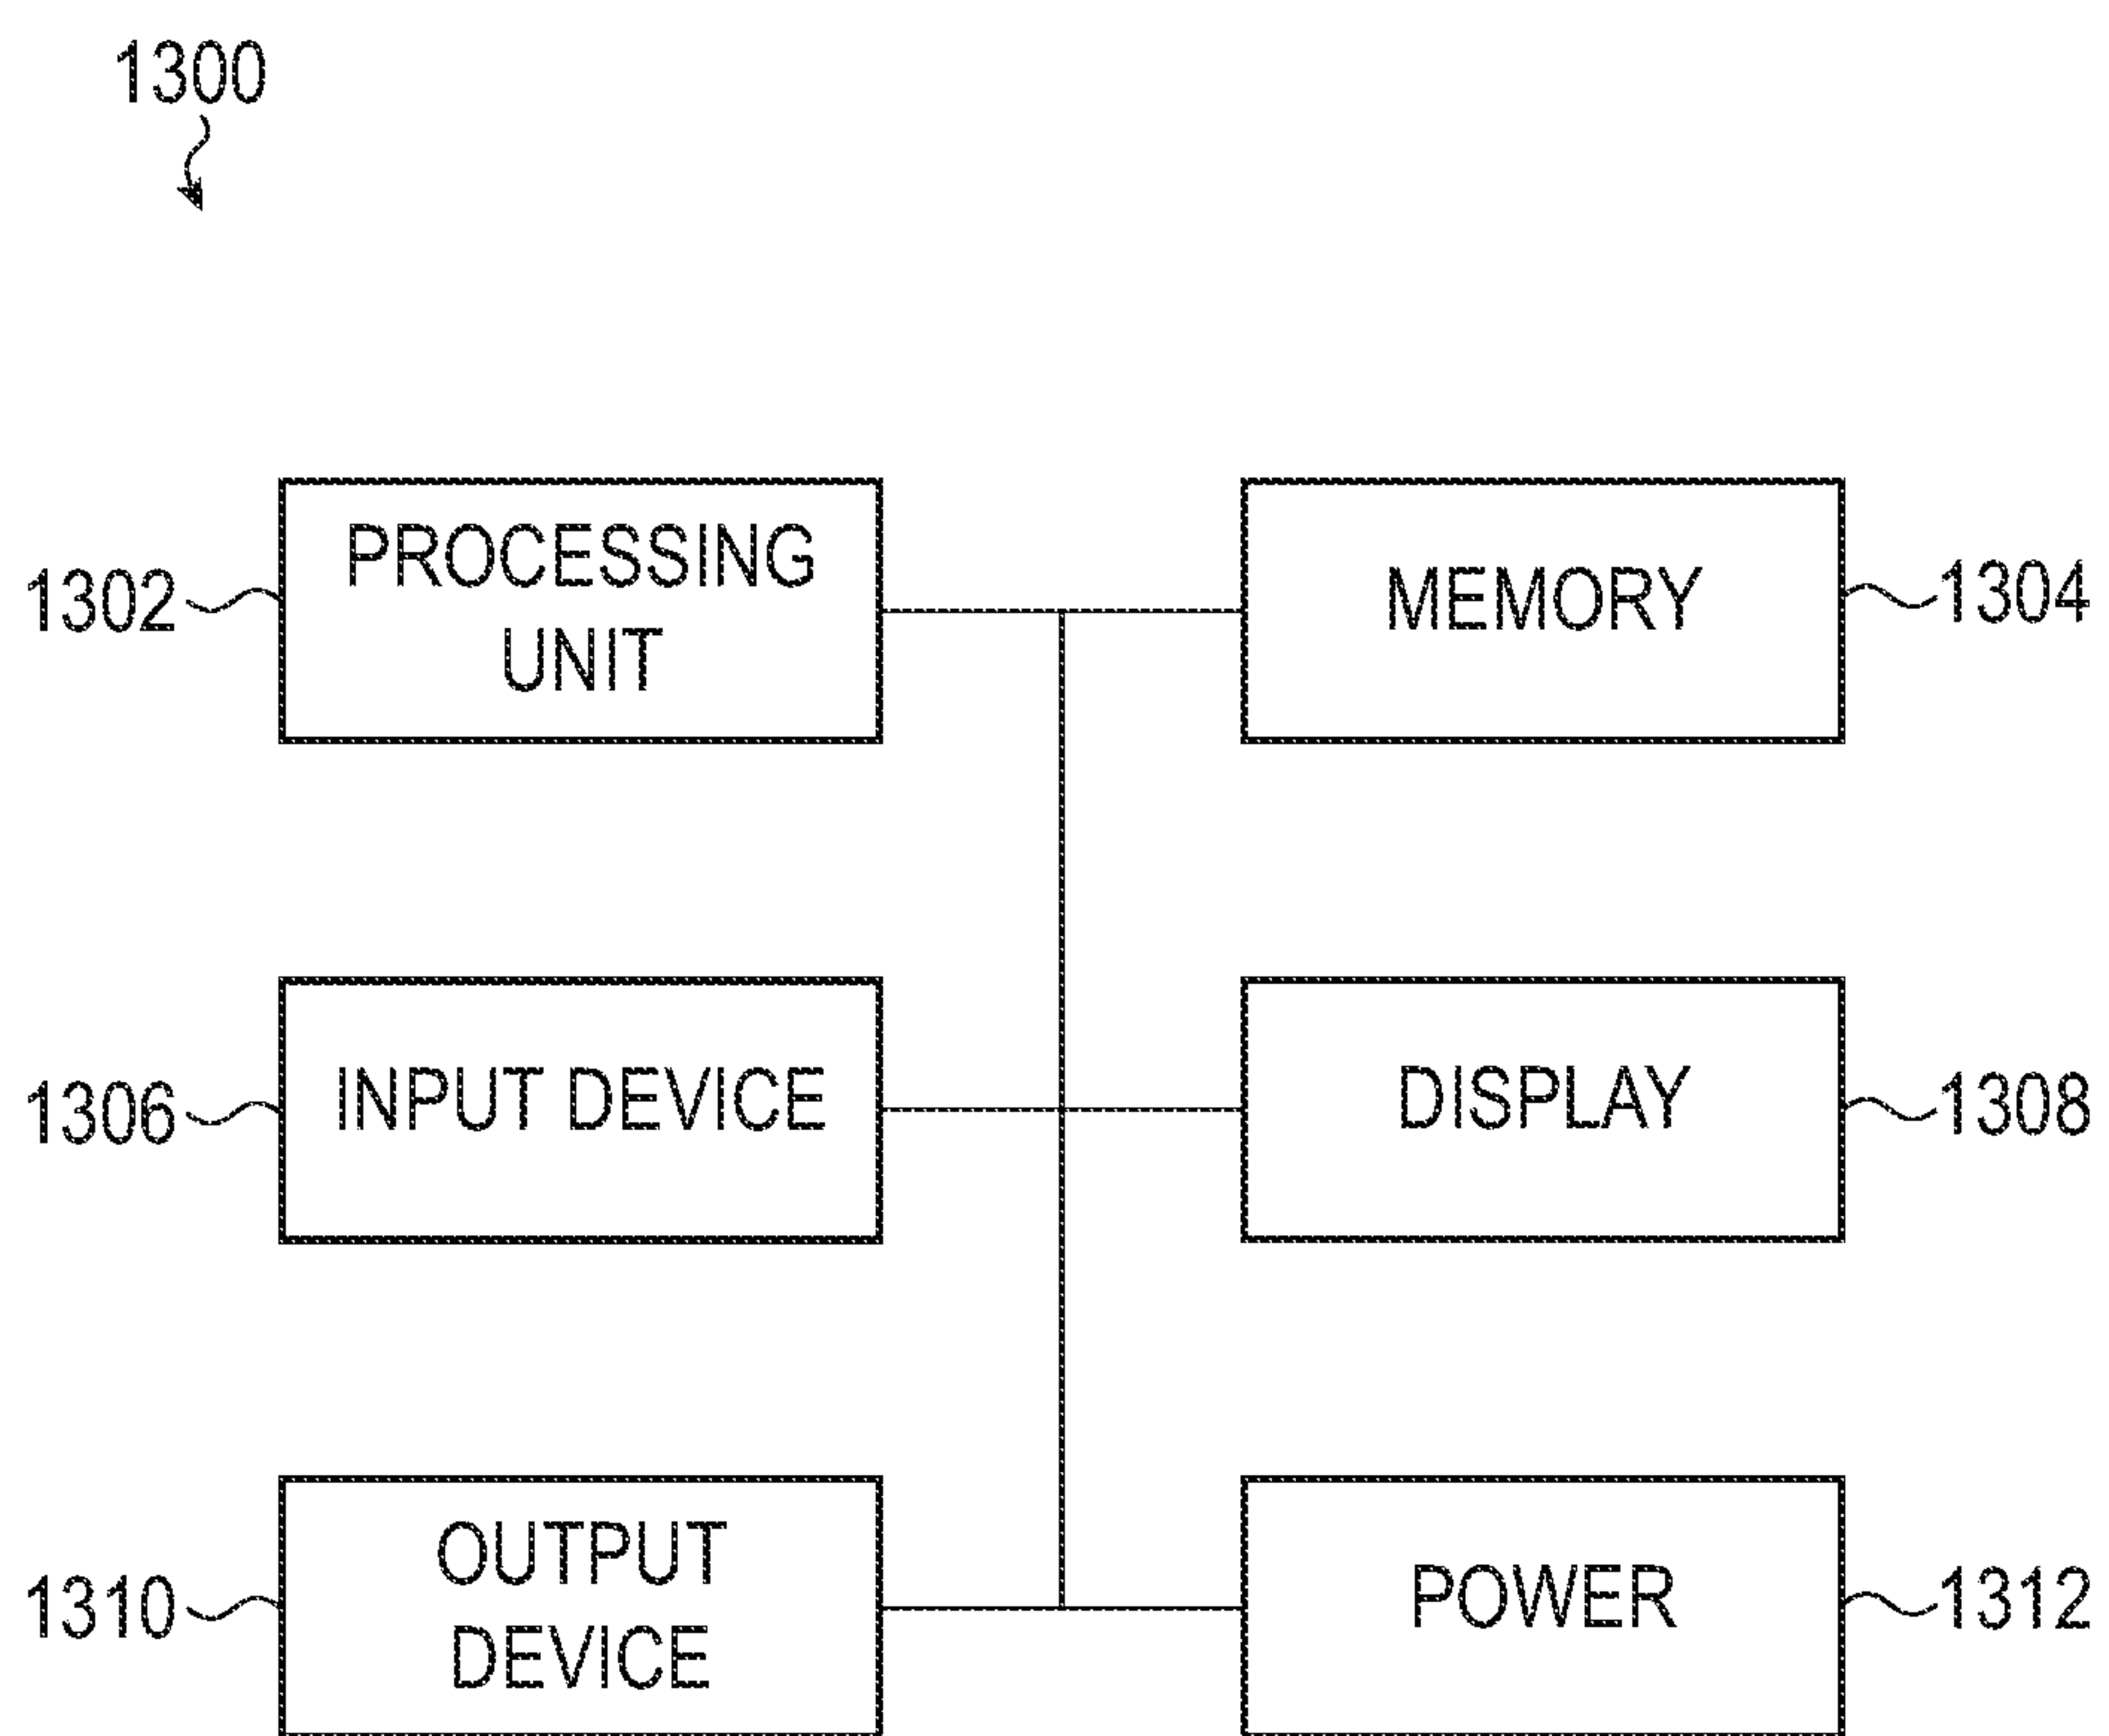 1300
PROCESSING
UNIT
1302
MEMORY
1304
INPUT DEVICE
1306
DISPLAY
1308
OUTPUT
DEVICE
1310
POWER
1312